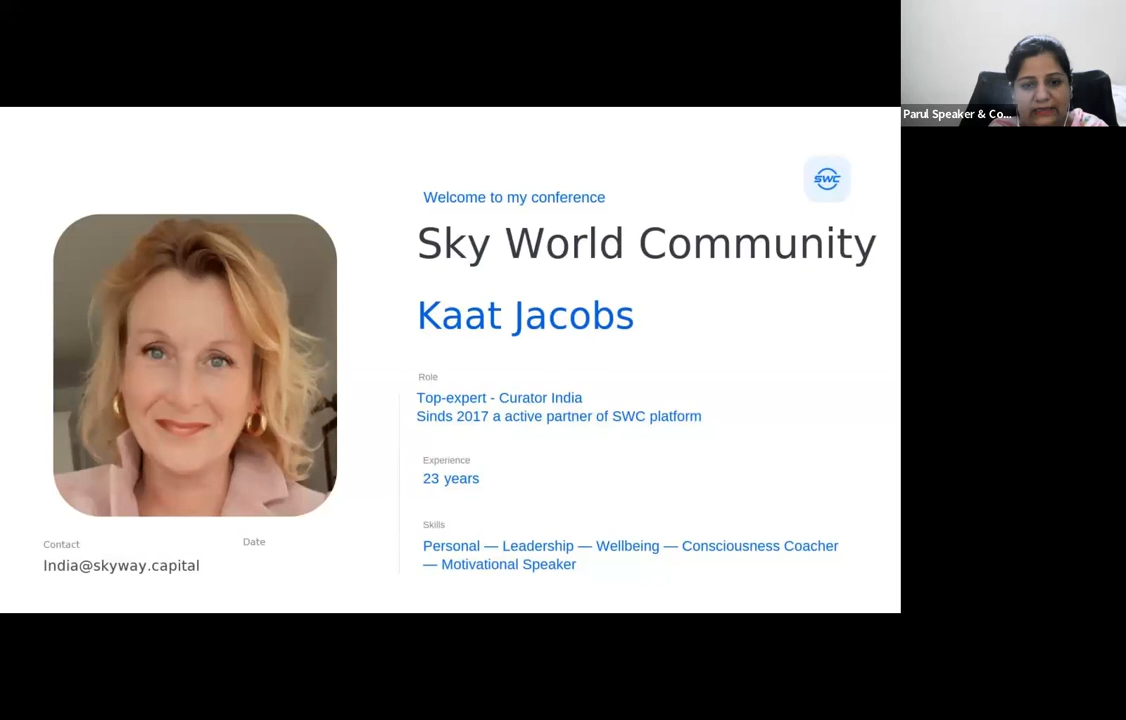 Parul Speaker & Co...
SWC
Welcome to my conference
Sky World Community
Kaat Jacobs
Role
Top-expert - Curator India
Sinds 2017 a active partner of SWC platform
Experience
23 years
Skills
Personal — Leadership — Wellbeing — Consciousness Coacher
— Motivational Speaker
Contact
Date
India@skyway.capital